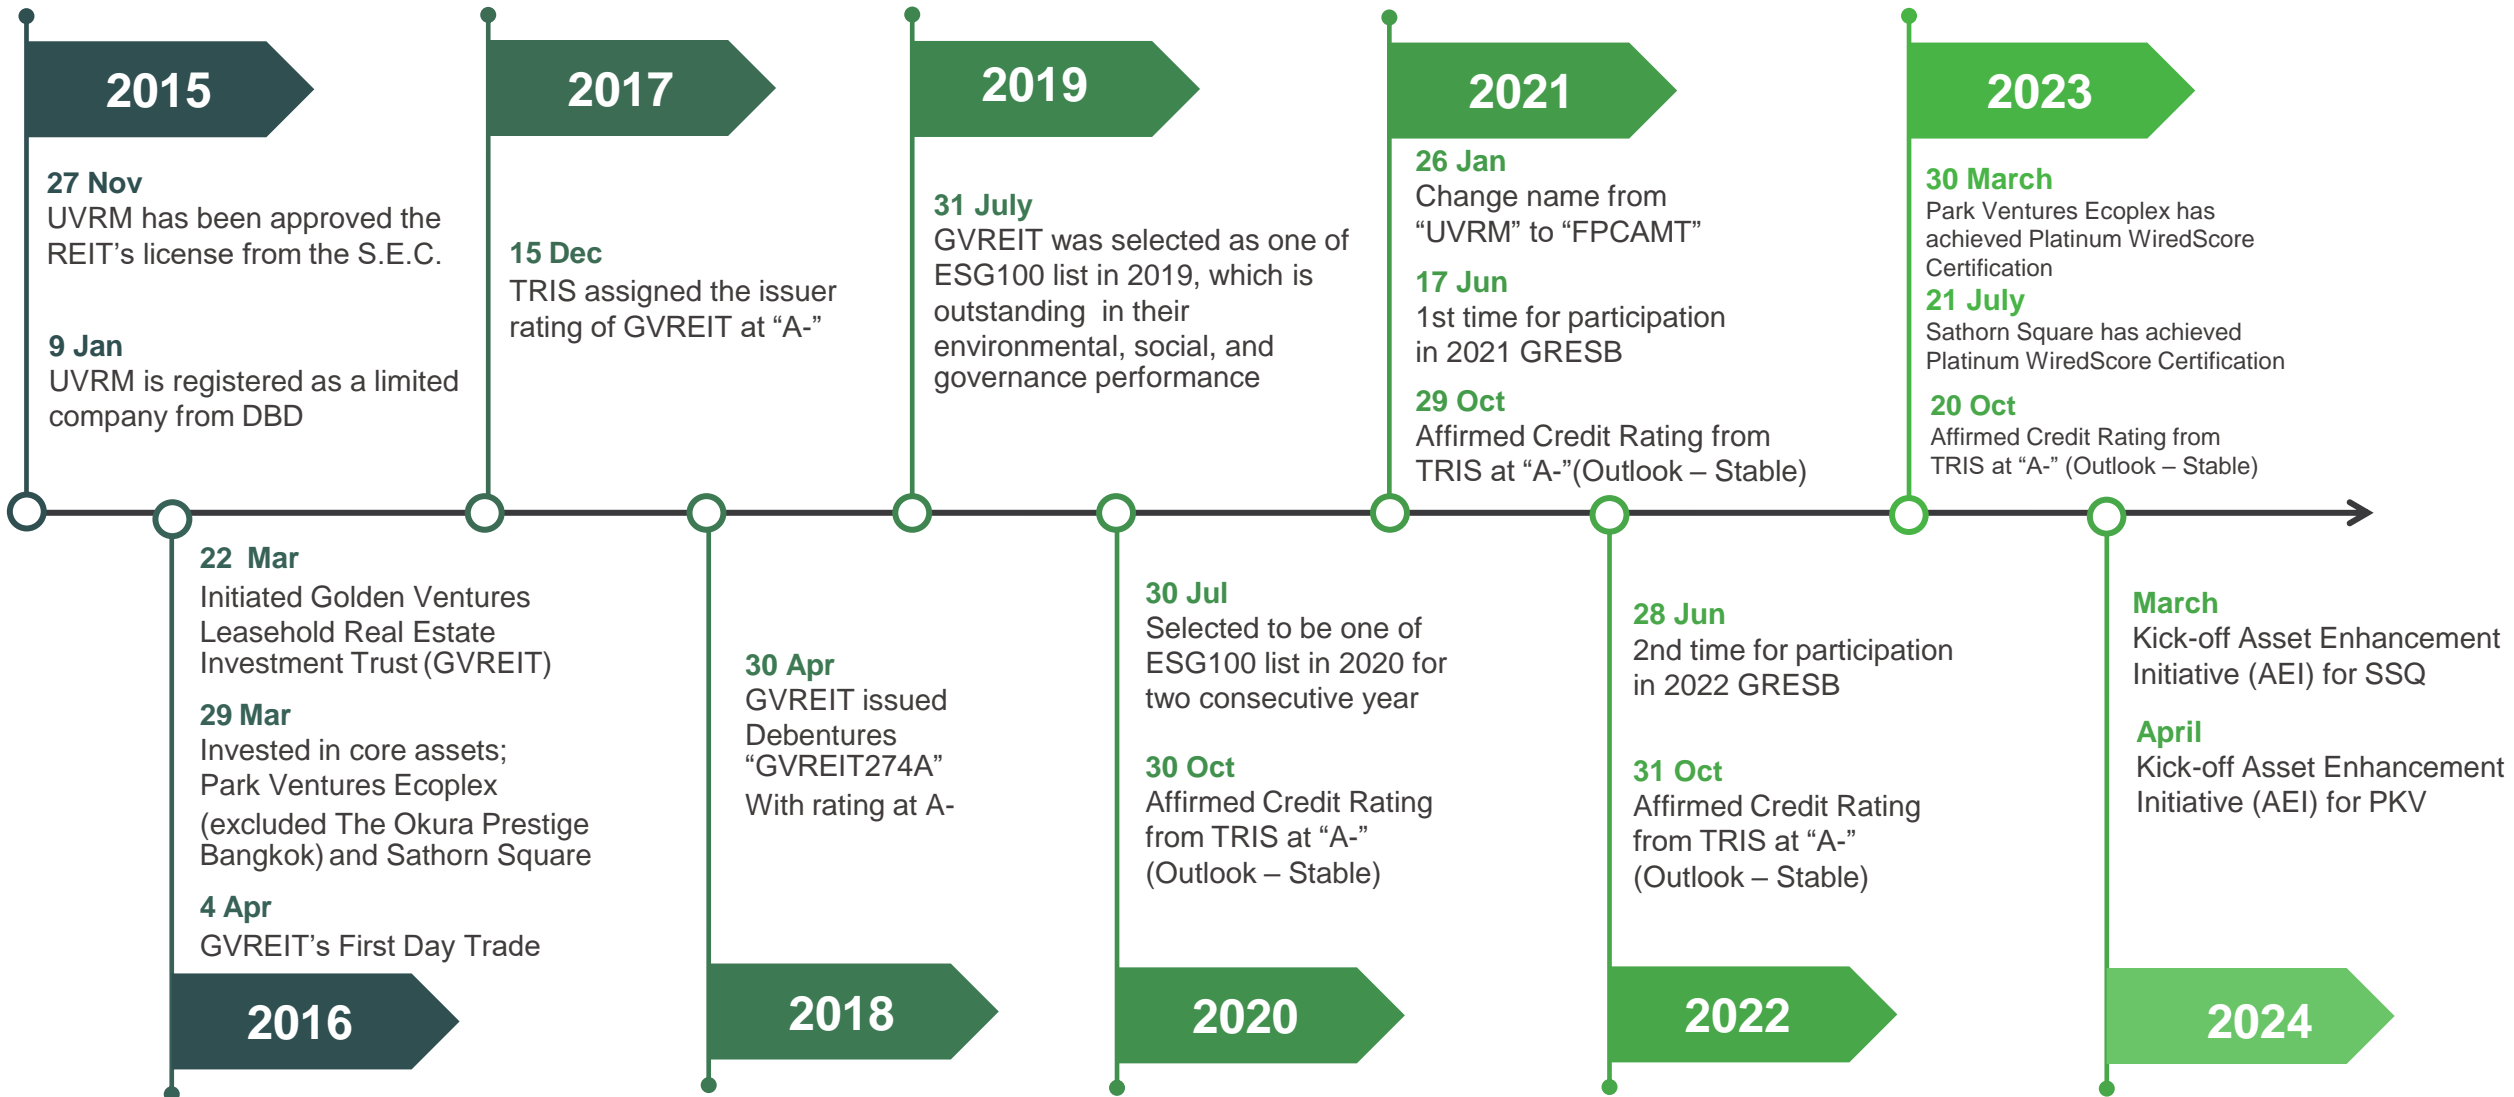 2015
27 Nov
UVRM has been approved the
REIT’s license from the S.E.C.
9 Jan
UVRM is registered as a limited
company from DBD
2017
15 Dec
TRIS assigned the issuer
rating of GVREIT at “A-”
2019
31 July
GVREIT was selected as one of
ESG100 list in 2019, which is
outstanding in their
environmental, social, and
governance performance
2021
26 Jan
Change name from
“UVRM” to “FPCAMT”
17 Jun
1st time for participation
in 2021 GRESB
29 Oct
Affirmed Credit Rating from
TRIS at “A-”(Outlook – Stable)
2023
30 March
Park Ventures Ecoplex has
achieved Platinum WiredScore
Certification
21 July
Sathorn Square has achieved
Platinum WiredScore Certification
20 Oct
Affirmed Credit Rating from
TRIS at “A-” (Outlook – Stable)
22 Mar
Initiated Golden Ventures
Leasehold Real Estate
Investment Trust (GVREIT)
29 Mar
Invested in core assets;
Park Ventures Ecoplex
(excluded The Okura Prestige
Bangkok) and Sathorn Square
4 Apr
GVREIT’s First Day Trade
2016
30 Apr
GVREIT issued
Debentures
“GVREIT274A”
With rating at A-
2018
30 Jul
Selected to be one of
ESG100 list in 2020 for
two consecutive year
30 Oct
Affirmed Credit Rating
from TRIS at “A-”
(Outlook – Stable)
2020
28 Jun
2nd time for participation
in 2022 GRESB
31 Oct
Affirmed Credit Rating
from TRIS at “A-”
(Outlook – Stable)
2022
March
Kick-off Asset Enhancement
Initiative (AEI) for SSQ
April
Kick-off Asset Enhancement
Initiative (AEI) for PKV
2024